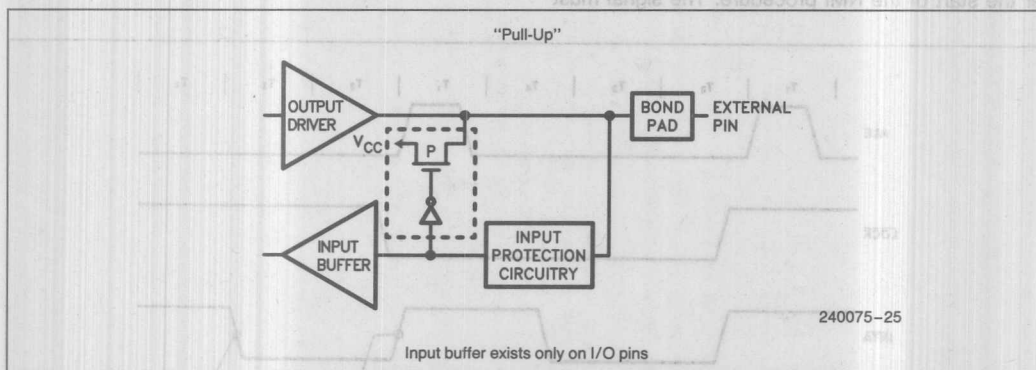 "Pull-Up"
OUTPUT
DRIVER
BOND
PAD
EXTERNAL
PIN
VCC
P
INPUT
BUFFER
INPUT
PROTECTION
CIRCUITRY
240075–25
Input buffer exists only on I/O pins